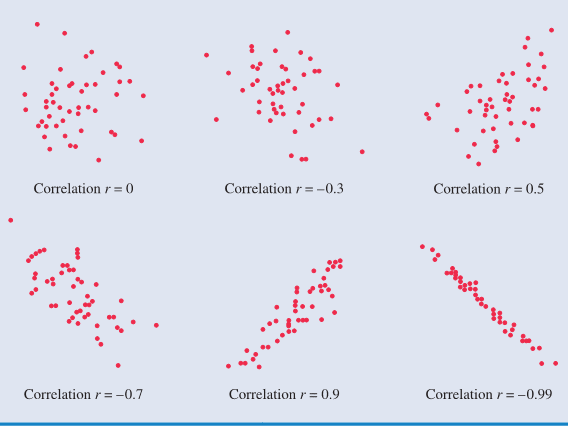 Correlation r = 0
Correlation r = –0.3
Correlation r = 0.5
Correlation r = –0.7
Correlation r = 0.9
Correlation r = –0.99